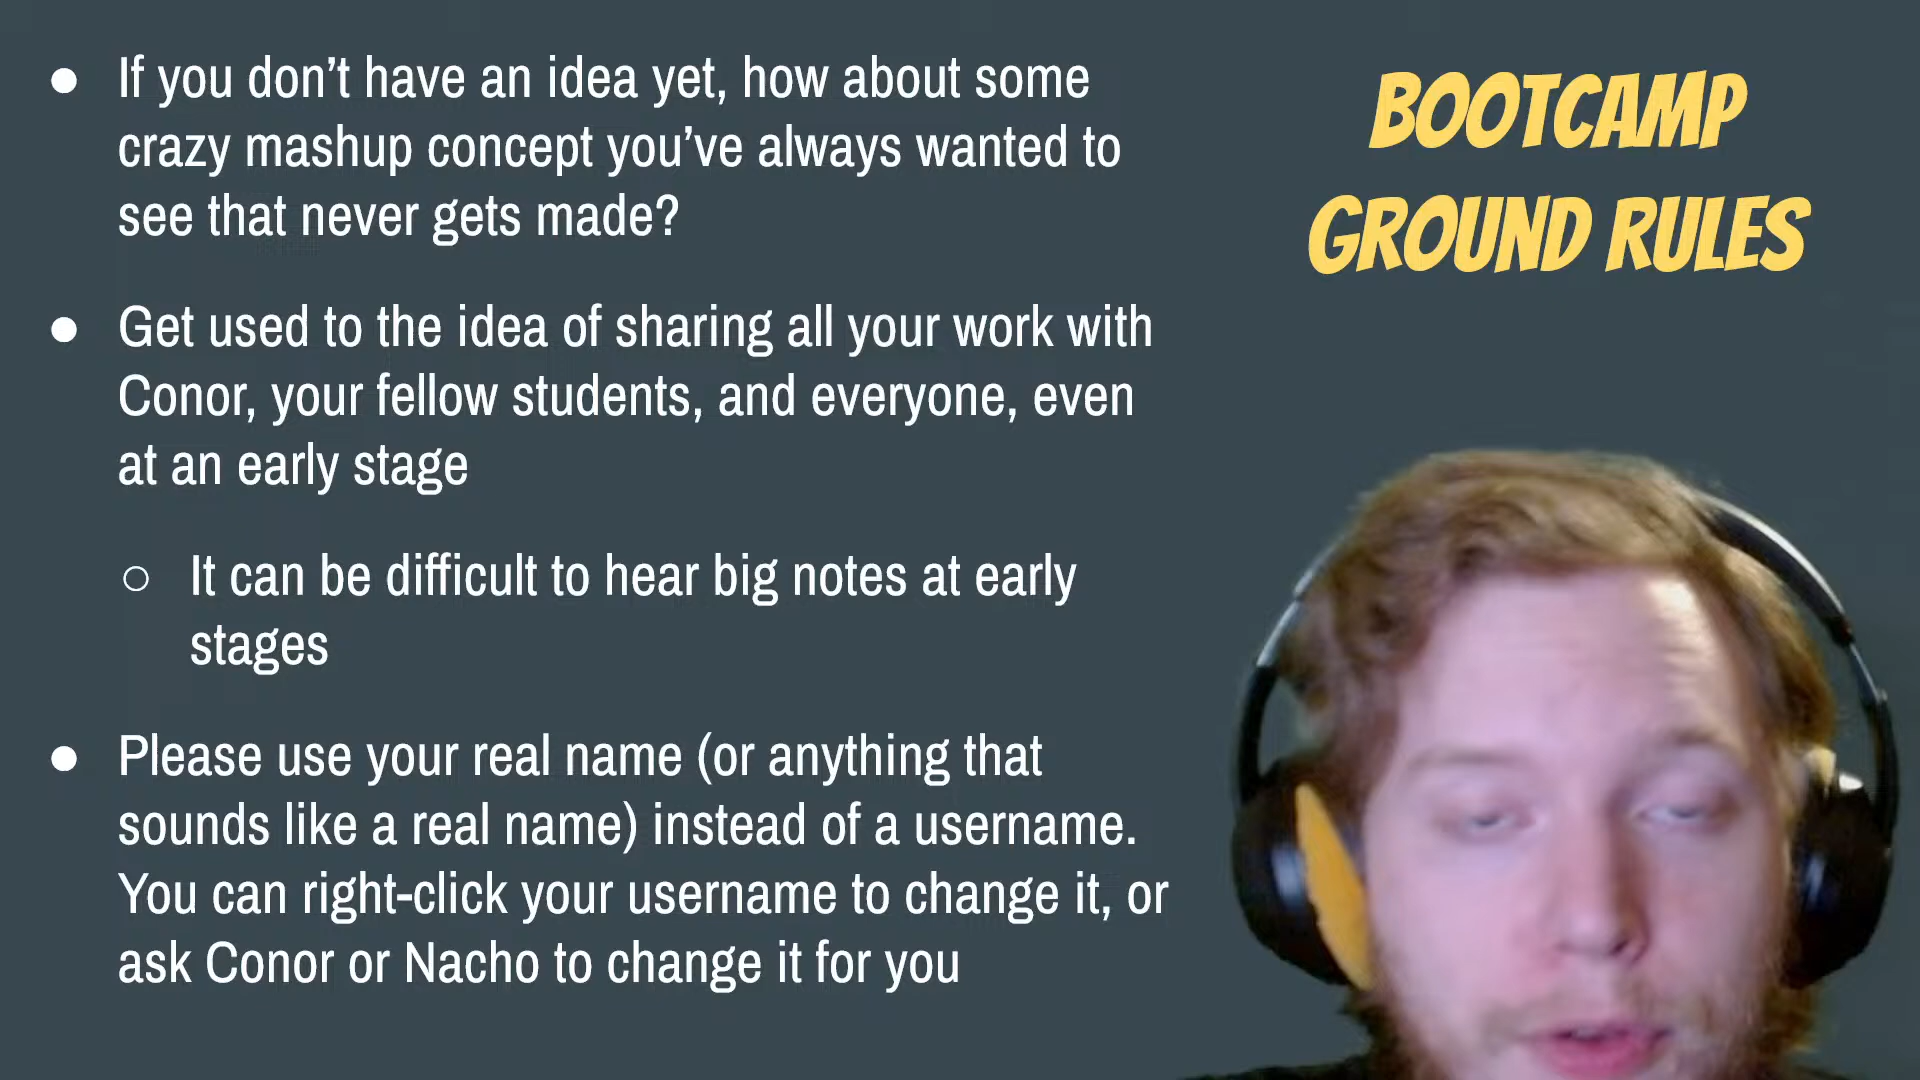 BOOTCAMP
GROUND RULES
● If you don’t have an idea yet, how about some
crazy mashup concept you’ve always wanted to
see that never gets made?
● Get used to the idea of sharing all your work with
Conor, your fellow students, and everyone, even
at an early stage
○ It can be difficult to hear big notes at early
stages
● Please use your real name (or anything that
sounds like a real name) instead of a username.
You can right-click your username to change it, or
ask Conor or Nacho to change it for you